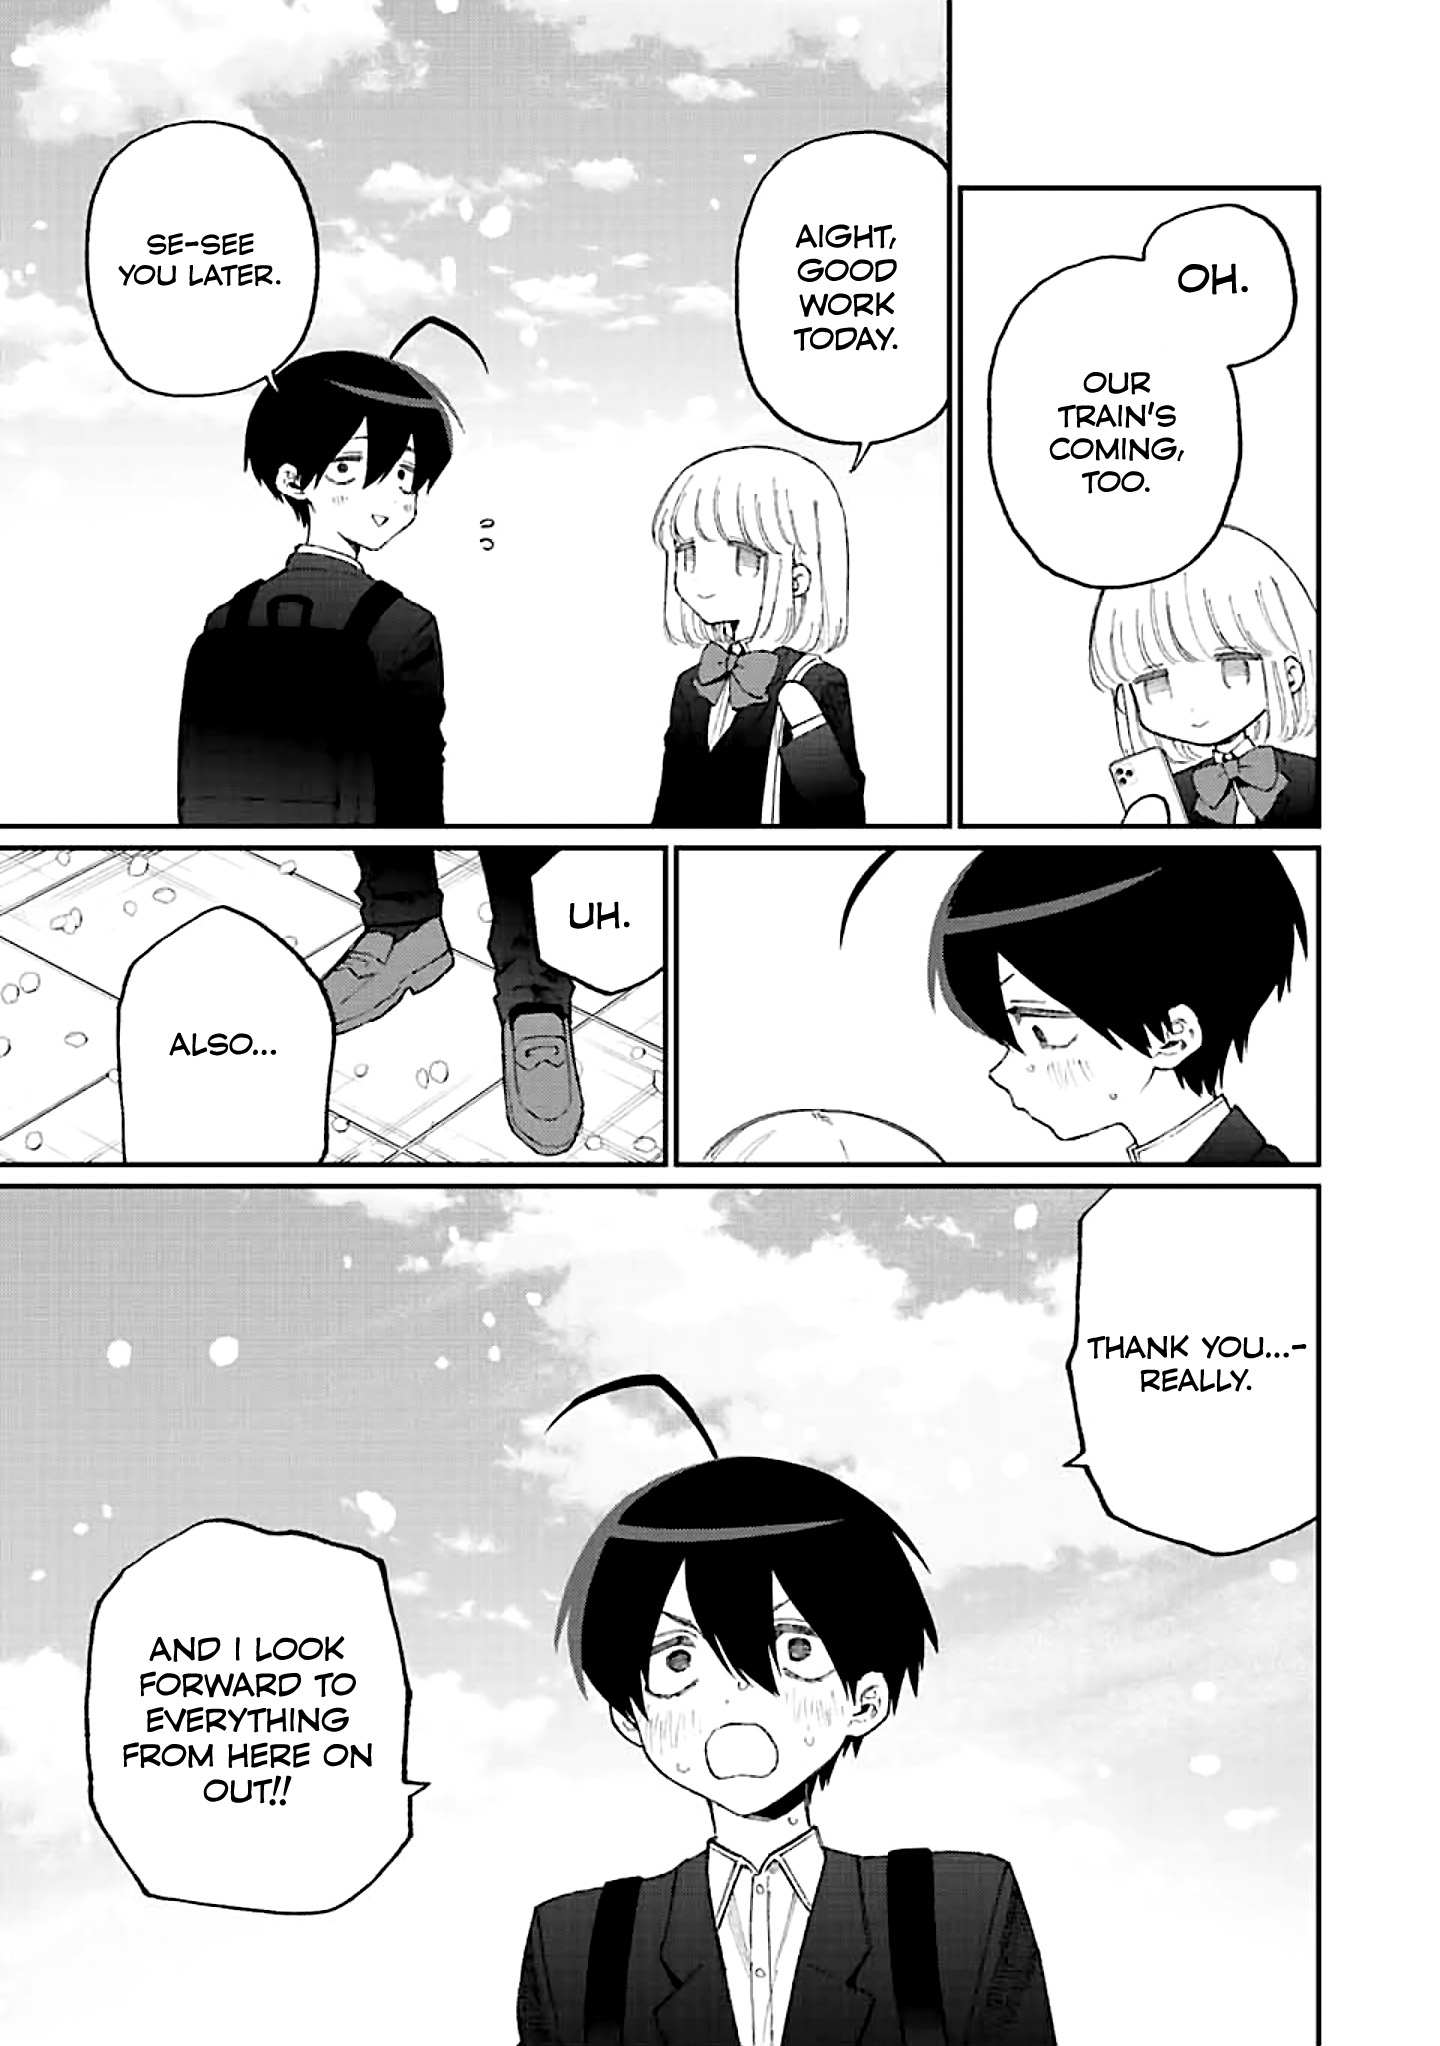 OH.
OUR
TRAIN'S
COMING,
TOO.
AIGHT,
GOOD
WORK
TODAY.
SE-SEE
YOU LATER.
UH.
ALSO...
THANK YOU...-
REALLY.
AND I LOOK
FORWARD TO
EVERYTHING
FROM HERE ON
OUT!!